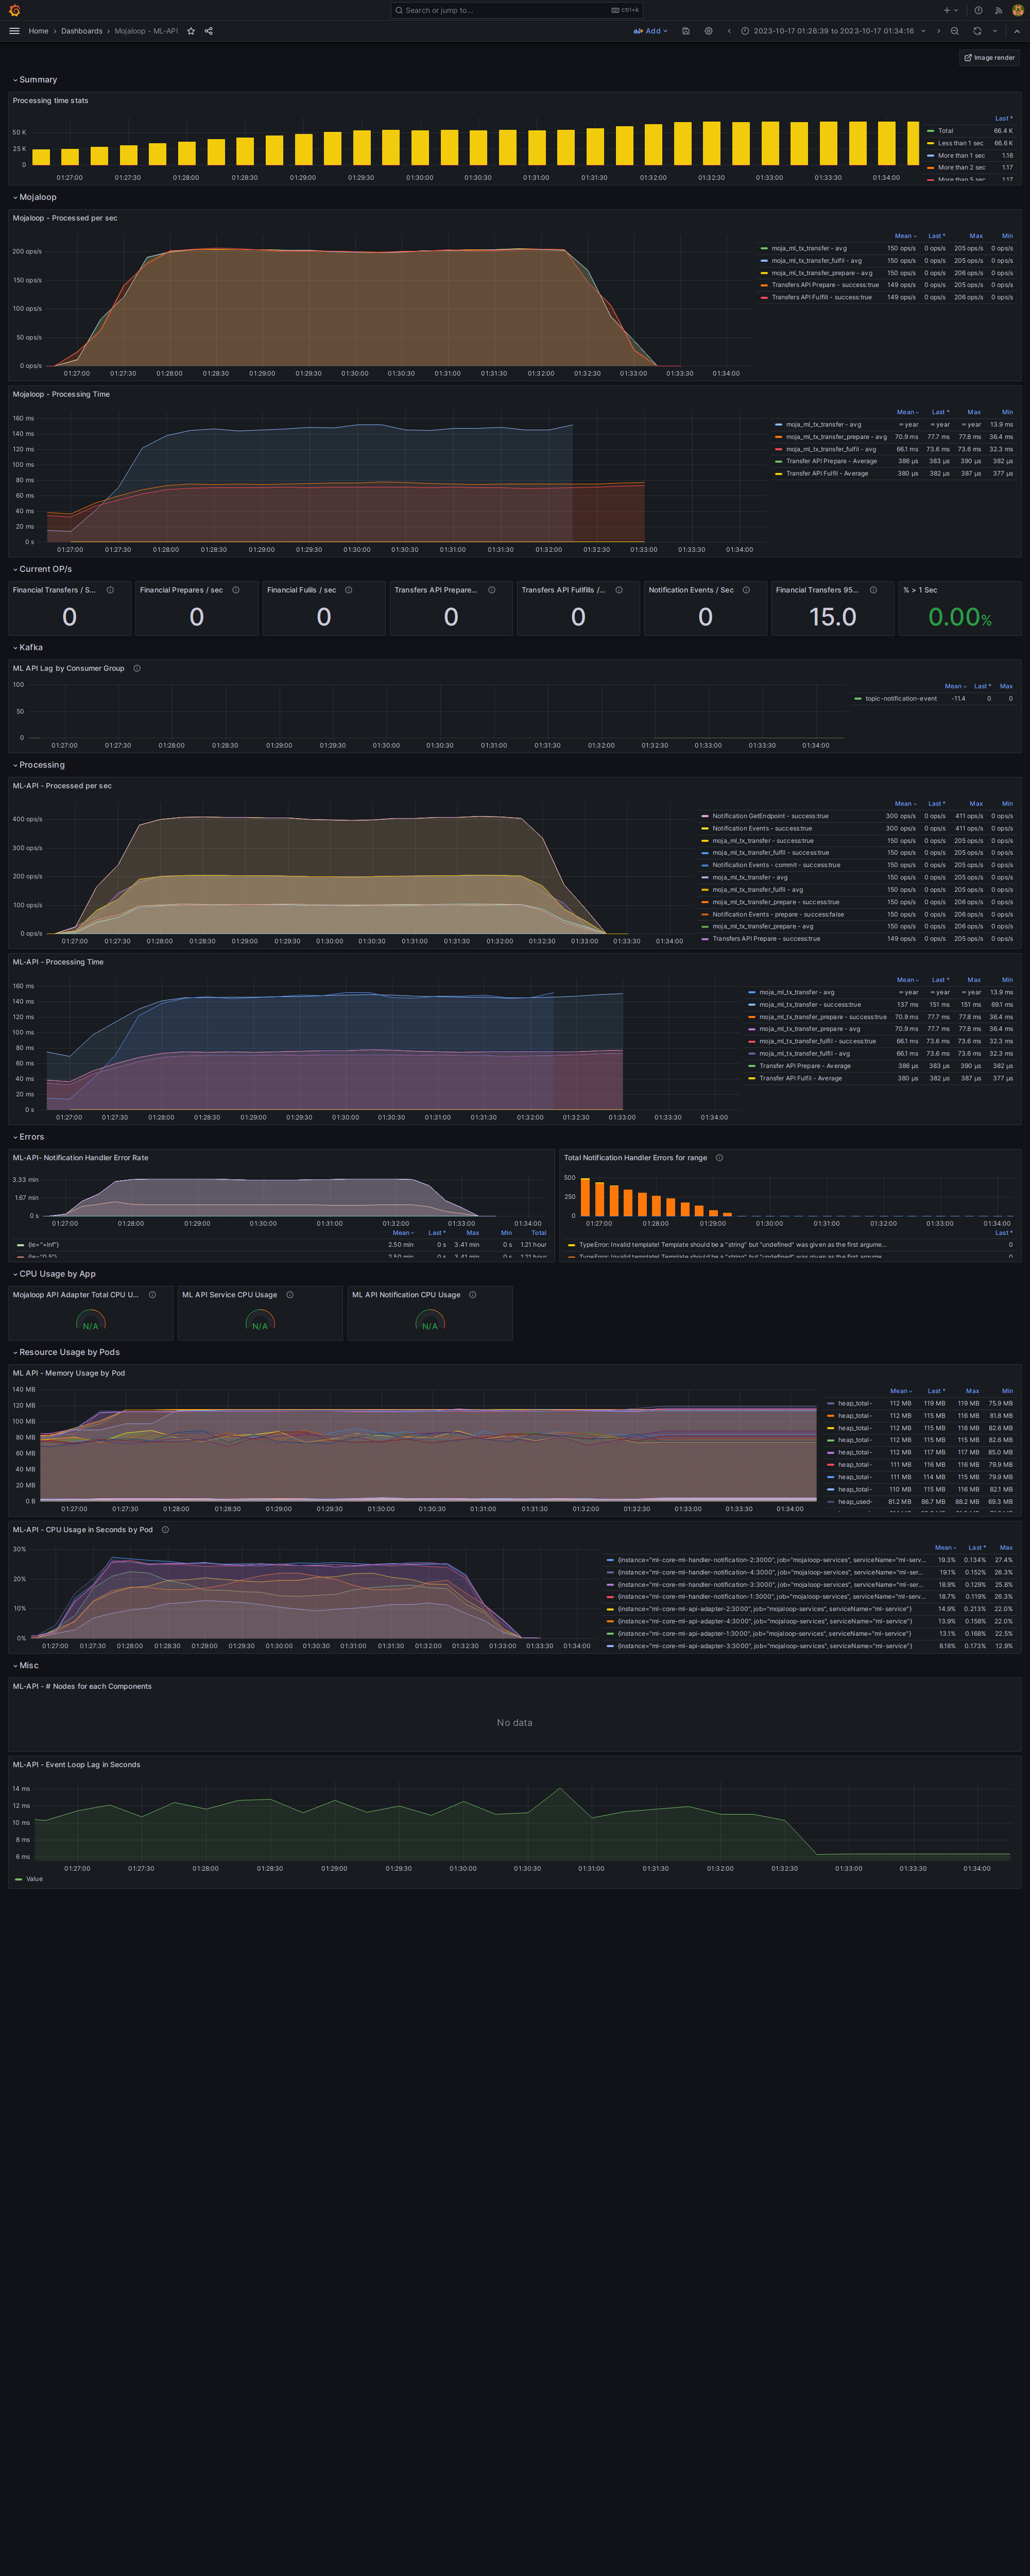 Search or jump to...
ctrl+k
Home › Dashboards › Mojaloop - ML-API
Add
2023-10-17 01:26:39 to 2023-10-17 01:34:16
Image render
Summary
Processing time stats
50 K
25 K
0
01:27:00 01:27:30 01:28:00 01:28:30 01:29:00 01:29:30 01:30:00 01:30:30 01:31:00 01:31:30 01:32:00 01:32:30 01:33:00 01:33:30 01:34:00
Last *
Total 66.4 K
Less than 1 sec 66.6 K
More than 1 sec 1.16
More than 2 sec 1.17
More than 5 sec 1.17
Mojaloop
Mojaloop - Processed per sec
200 ops/s
150 ops/s
100 ops/s
50 ops/s
0 ops/s
01:27:00 01:27:30 01:28:00 01:28:30 01:29:00 01:29:30 01:30:00 01:30:30 01:31:00 01:31:30 01:32:00 01:32:30 01:33:00 01:33:30 01:34:00
Mean Last * Max Min
moja_ml_tx_transfer - avg 150 ops/s 0 ops/s 205 ops/s 0 ops/s
moja_ml_tx_transfer_fulfil - avg 150 ops/s 0 ops/s 205 ops/s 0 ops/s
moja_ml_tx_transfer_prepare - avg 150 ops/s 0 ops/s 206 ops/s 0 ops/s
Transfers API Prepare - success:true 149 ops/s 0 ops/s 205 ops/s 0 ops/s
Transfers API Fulfill - success:true 149 ops/s 0 ops/s 206 ops/s 0 ops/s
Mojaloop - Processing Time
160 ms
140 ms
120 ms
100 ms
80 ms
60 ms
40 ms
20 ms
0 s
01:27:00 01:27:30 01:28:00 01:28:30 01:29:00 01:29:30 01:30:00 01:30:30 01:31:00 01:31:30 01:32:00 01:32:30 01:33:00 01:33:30 01:34:00
Mean Last * Max Min
moja_ml_tx_transfer - avg ∞ year ∞ year ∞ year 13.9 ms
moja_ml_tx_transfer_prepare - avg 70.9 ms 77.7 ms 77.8 ms 36.4 ms
moja_ml_tx_transfer_fulfil - avg 66.1 ms 73.6 ms 73.6 ms 32.3 ms
Transfer API Prepare - Average 386 µs 383 µs 390 µs 382 µs
Transfer API Fulfil - Average 380 µs 382 µs 387 µs 377 µs
Current OP/s
Financial Transfers / S...
0
Financial Prepares / sec
0
Financial Fulils / sec
0
Transfers API Prepare...
0
Transfers API Fullfills /...
0
Notification Events / Sec
0
Financial Transfers 95...
15.0
% > 1 Sec
0.00%
Kafka
ML API Lag by Consumer Group
100
50
0
01:27:00 01:27:30 01:28:00 01:28:30 01:29:00 01:29:30 01:30:00 01:30:30 01:31:00 01:31:30 01:32:00 01:32:30 01:33:00 01:33:30 01:34:00
Mean Last * Max
topic-notification-event -11.4 0 0
Processing
ML-API - Processed per sec
400 ops/s
300 ops/s
200 ops/s
100 ops/s
0 ops/s
01:27:00 01:27:30 01:28:00 01:28:30 01:29:00 01:29:30 01:30:00 01:30:30 01:31:00 01:31:30 01:32:00 01:32:30 01:33:00 01:33:30 01:34:00
Mean Last * Max Min
Notification GetEndpoint - success:true 300 ops/s 0 ops/s 411 ops/s 0 ops/s
Notification Events - success:true 300 ops/s 0 ops/s 411 ops/s 0 ops/s
moja_ml_tx_transfer - success:true 150 ops/s 0 ops/s 205 ops/s 0 ops/s
moja_ml_tx_transfer_fulfil - success:true 150 ops/s 0 ops/s 205 ops/s 0 ops/s
Notification Events - commit - success:true 150 ops/s 0 ops/s 205 ops/s 0 ops/s
moja_ml_tx_transfer - avg 150 ops/s 0 ops/s 205 ops/s 0 ops/s
moja_ml_tx_transfer_fulfil - avg 150 ops/s 0 ops/s 205 ops/s 0 ops/s
moja_ml_tx_transfer_prepare - success:true 150 ops/s 0 ops/s 206 ops/s 0 ops/s
Notification Events - prepare - success:false 150 ops/s 0 ops/s 206 ops/s 0 ops/s
moja_ml_tx_transfer_prepare - avg 150 ops/s 0 ops/s 206 ops/s 0 ops/s
Transfers API Prepare - success:true 149 ops/s 0 ops/s 205 ops/s 0 ops/s
ML-API - Processing Time
160 ms
140 ms
120 ms
100 ms
80 ms
60 ms
40 ms
20 ms
0 s
01:27:00 01:27:30 01:28:00 01:28:30 01:29:00 01:29:30 01:30:00 01:30:30 01:31:00 01:31:30 01:32:00 01:32:30 01:33:00 01:33:30 01:34:00
Mean Last * Max Min
moja_ml_tx_transfer - avg ∞ year ∞ year ∞ year 13.9 ms
moja_ml_tx_transfer - success:true 137 ms 151 ms 151 ms 69.1 ms
moja_ml_tx_transfer_prepare - success:true 70.9 ms 77.7 ms 77.8 ms 36.4 ms
moja_ml_tx_transfer_prepare - avg 70.9 ms 77.7 ms 77.8 ms 36.4 ms
moja_ml_tx_transfer_fulfil - success:true 66.1 ms 73.6 ms 73.6 ms 32.3 ms
moja_ml_tx_transfer_fulfil - avg 66.1 ms 73.6 ms 73.6 ms 32.3 ms
Transfer API Prepare - Average 386 µs 383 µs 390 µs 382 µs
Transfer API Fulfil - Average 380 µs 382 µs 387 µs 377 µs
Errors
ML-API- Notification Handler Error Rate
3.33 min
1.67 min
0 s
01:27:00 01:28:00 01:29:00 01:30:00 01:31:00 01:32:00 01:33:00 01:34:00
Mean Last * Max Min Total
{le="+Inf"} 2.50 min 0 s 3.41 min 0 s 1.21 hour
{le="0.5"} 2.50 min 0 s 3.41 min 0 s 1.21 hour
Total Notification Handler Errors for range
500
250
0
01:27:00 01:28:00 01:29:00 01:30:00 01:31:00 01:32:00 01:33:00 01:34:00
Last *
TypeError: Invalid template! Template should be a "string" but "undefined" was given as the first argume... 0
TypeError: Invalid template! Template should be a "string" but "undefined" was given as the first argume... 0
CPU Usage by App
Mojaloop API Adapter Total CPU U...
N/A
ML API Service CPU Usage
N/A
ML API Notification CPU Usage
N/A
Resource Usage by Pods
ML API - Memory Usage by Pod
140 MB
120 MB
100 MB
80 MB
60 MB
40 MB
20 MB
0 B
01:27:00 01:27:30 01:28:00 01:28:30 01:29:00 01:29:30 01:30:00 01:30:30 01:31:00 01:31:30 01:32:00 01:32:30 01:33:00 01:33:30 01:34:00
Mean Last * Max Min
heap_total- 112 MB 119 MB 119 MB 75.9 MB
heap_total- 112 MB 115 MB 116 MB 81.8 MB
heap_total- 112 MB 115 MB 116 MB 82.6 MB
heap_total- 112 MB 115 MB 115 MB 82.6 MB
heap_total- 112 MB 117 MB 117 MB 85.0 MB
heap_total- 111 MB 116 MB 116 MB 79.9 MB
heap_total- 111 MB 114 MB 115 MB 79.9 MB
heap_total- 110 MB 115 MB 116 MB 82.1 MB
heap_used- 81.2 MB 86.7 MB 88.2 MB 69.3 MB
ML-API - CPU Usage in Seconds by Pod
30%
20%
10%
0%
01:27:00 01:27:30 01:28:00 01:28:30 01:29:00 01:29:30 01:30:00 01:30:30 01:31:00 01:31:30 01:32:00 01:32:30 01:33:00 01:33:30 01:34:00
Mean Last * Max
{instance="ml-core-ml-handler-notification-2:3000", job="mojaloop-services", serviceName="ml-serv... 19.3% 0.134% 27.4%
{instance="ml-core-ml-handler-notification-4:3000", job="mojaloop-services", serviceName="ml-ser... 19.1% 0.152% 26.3%
{instance="ml-core-ml-handler-notification-3:3000", job="mojaloop-services", serviceName="ml-ser... 18.9% 0.129% 25.8%
{instance="ml-core-ml-handler-notification-1:3000", job="mojaloop-services", serviceName="ml-serv... 18.7% 0.119% 26.3%
{instance="ml-core-ml-api-adapter-2:3000", job="mojaloop-services", serviceName="ml-service"} 14.9% 0.213% 22.0%
{instance="ml-core-ml-api-adapter-4:3000", job="mojaloop-services", serviceName="ml-service"} 13.9% 0.158% 22.0%
{instance="ml-core-ml-api-adapter-1:3000", job="mojaloop-services", serviceName="ml-service"} 13.1% 0.168% 22.5%
{instance="ml-core-ml-api-adapter-3:3000", job="mojaloop-services", serviceName="ml-service"} 8.18% 0.173% 12.9%
Misc
ML-API - # Nodes for each Components
No data
ML-API - Event Loop Lag in Seconds
14 ms
12 ms
10 ms
8 ms
6 ms
01:27:00 01:27:30 01:28:00 01:28:30 01:29:00 01:29:30 01:30:00 01:30:30 01:31:00 01:31:30 01:32:00 01:32:30 01:33:00 01:33:30 01:34:00
Value